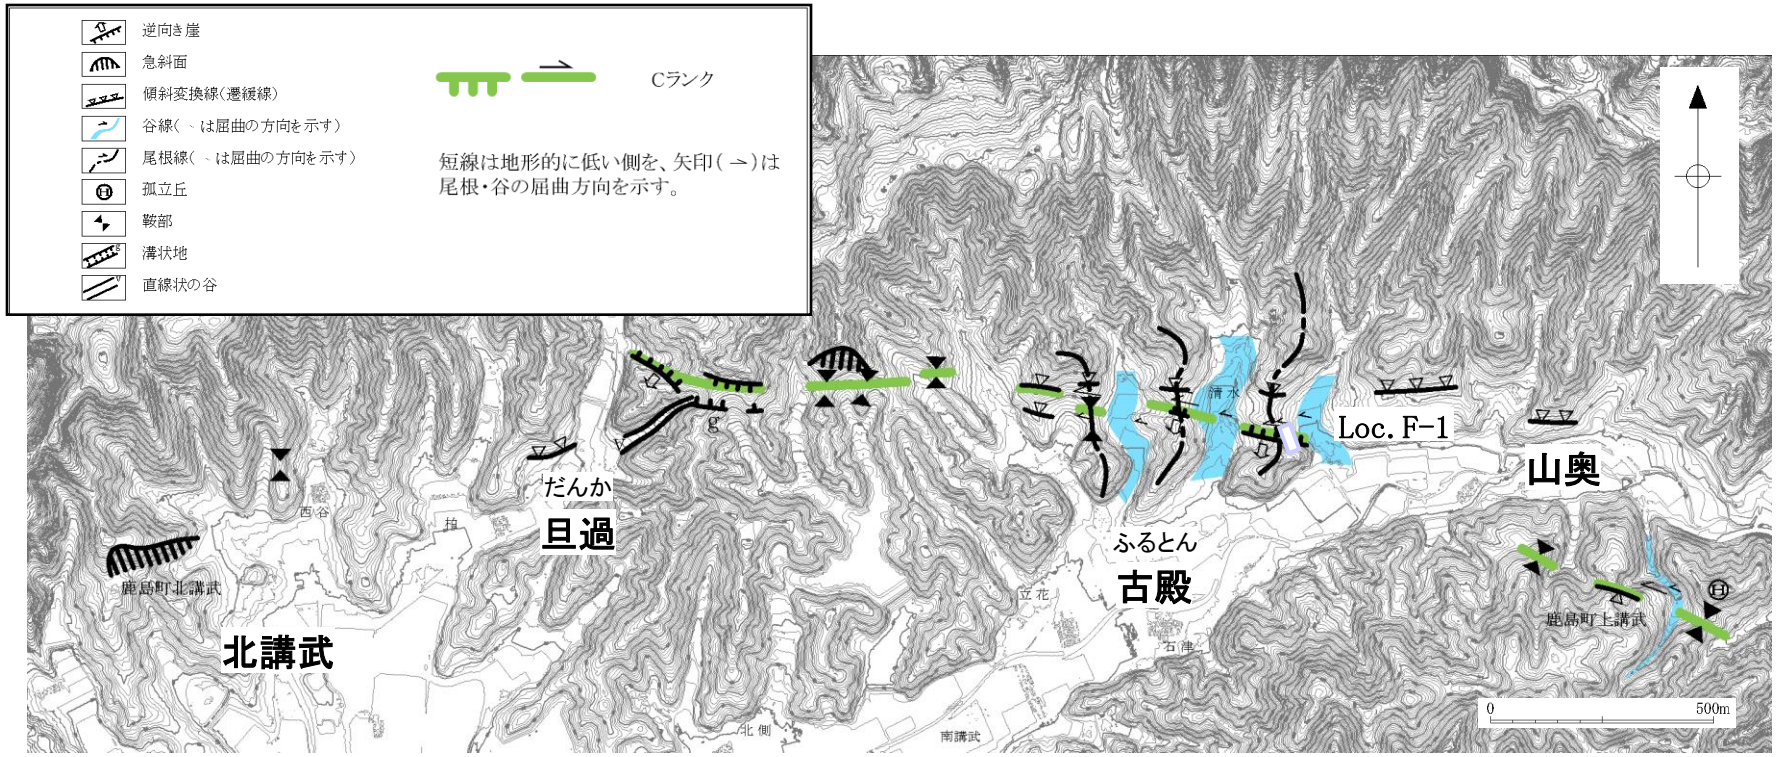 逆向き崖
急斜面
傾斜変換線(遷緩線)
谷線(→は屈曲の方向を示す)
尾根線(→は屈曲の方向を示す)
孤立丘
鞍部
g
溝状地
v
直線状の谷
Cランク
短線は地形的に低い側を、矢印(→)は
尾根・谷の屈曲方向を示す。
清水
Loc. F-1
g
v
山奥
だんか
旦過
西谷
柏
ふるとん
古殿
鹿島町北講武
立花
鹿島町上講武
H
北講武
石津
北側
南講武
0 500m